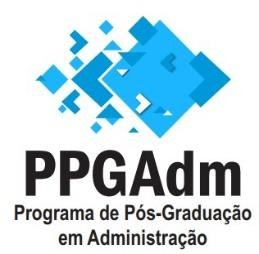 PPGAdm
Programa de Pós-Graduação
em Administração